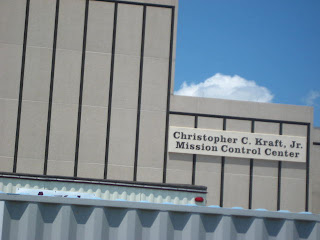 Christopher C. Kraft, Jr.
Mission Control Center